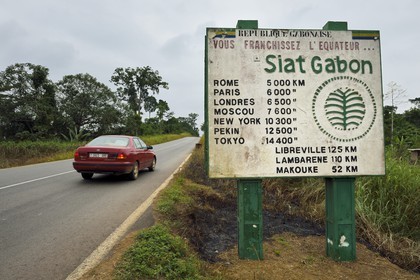 REPUBLIQUE GABONAISE
VOUS FRANCHISSEZ L'EQUATEUR ...
Siat Gabon
ROME 5 000 KM
PARIS 6 000 "
LONDRES 6 500 "
MOSCOU 7 600 "
NEW YORK 10 300 "
PEKIN 12 500 "
TOKYO 14 400 "
LIBREVILLE 125 KM
LAMBARENE 110 KM
MAKOUKE 52 KM